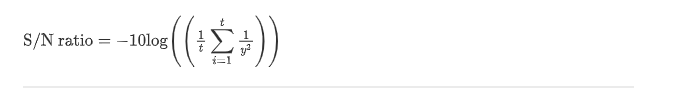 S/N ratio = −10log((1/t ∑_{i=1}^{t} 1/y²))